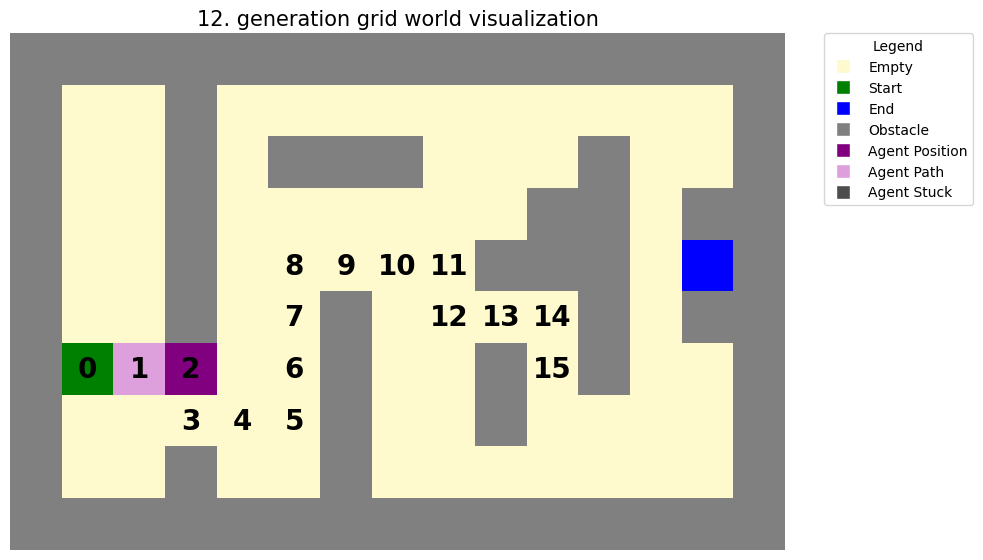 12. generation grid world visualization
Legend
Empty
Start
End
Obstacle
Agent Position
Agent Path
Agent Stuck
8 9 10 11
7 12 13 14
0 1 2 6 15
3 4 5